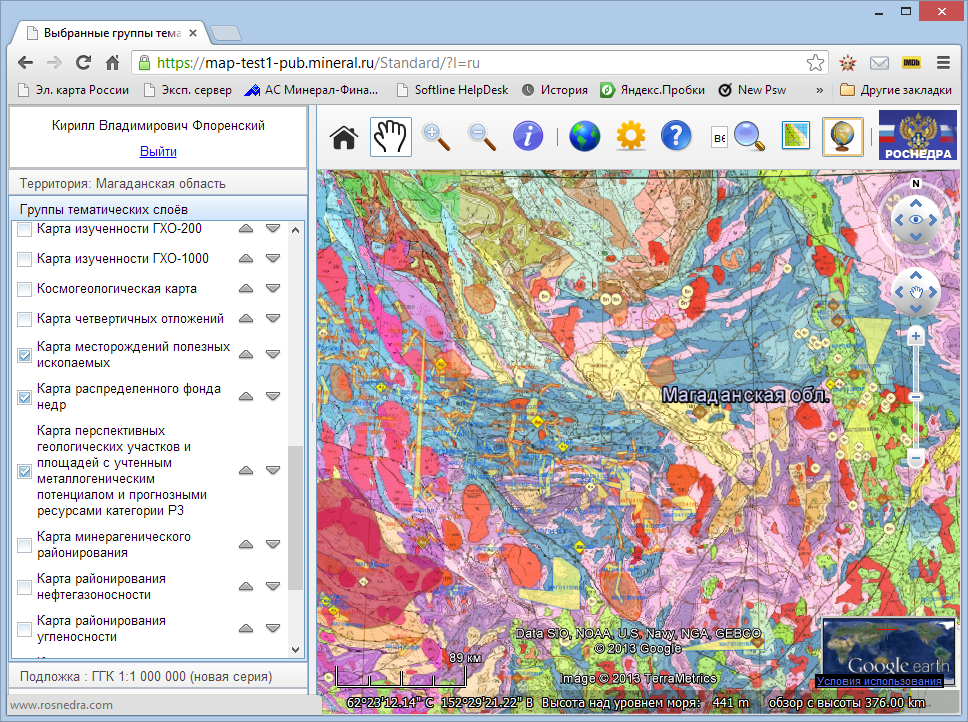 Выбранные группы тема
https://map-test1-pub.mineral.ru/Standard/?l=ru
Эл. карта России
Эксп. сервер
АС Минерал-Фина...
Softline HelpDesk
История
Яндекс.Пробки
New Psw
»
Другие закладки
IMDb
Кирилл Владимирович Флоренский
Выйти
РОСНЕДРА
Территория: Магаданская область
Группы тематических слоёв
Карта изученности ГХО-200
Карта изученности ГХО-1000
Космогеологическая карта
Карта четвертичных отложений
Карта месторождений полезных
ископаемых
Карта распределенного фонда
недр
Карта перспективных
геологических участков и
площадей с учтенным
металлогеническим
потенциалом и прогнозными
ресурсами категории Р3
Карта минерагенического
районирования
Карта районирования
нефтегазоносности
Карта районирования
угленосности
Подложка : ГГК 1:1 000 000 (новая серия)
www.rosnedra.com
N
Магаданская обл.
Data SIO, NOAA, U.S. Navy, NGA, GEBCO
© 2013 Google
89 км
Image © 2013 TerraMetrics
Google earth
Условия использования
62°23'12.14" С 152°29'21.22" В Высота над уровнем моря: 441 m обзор с высоты 376.00 km